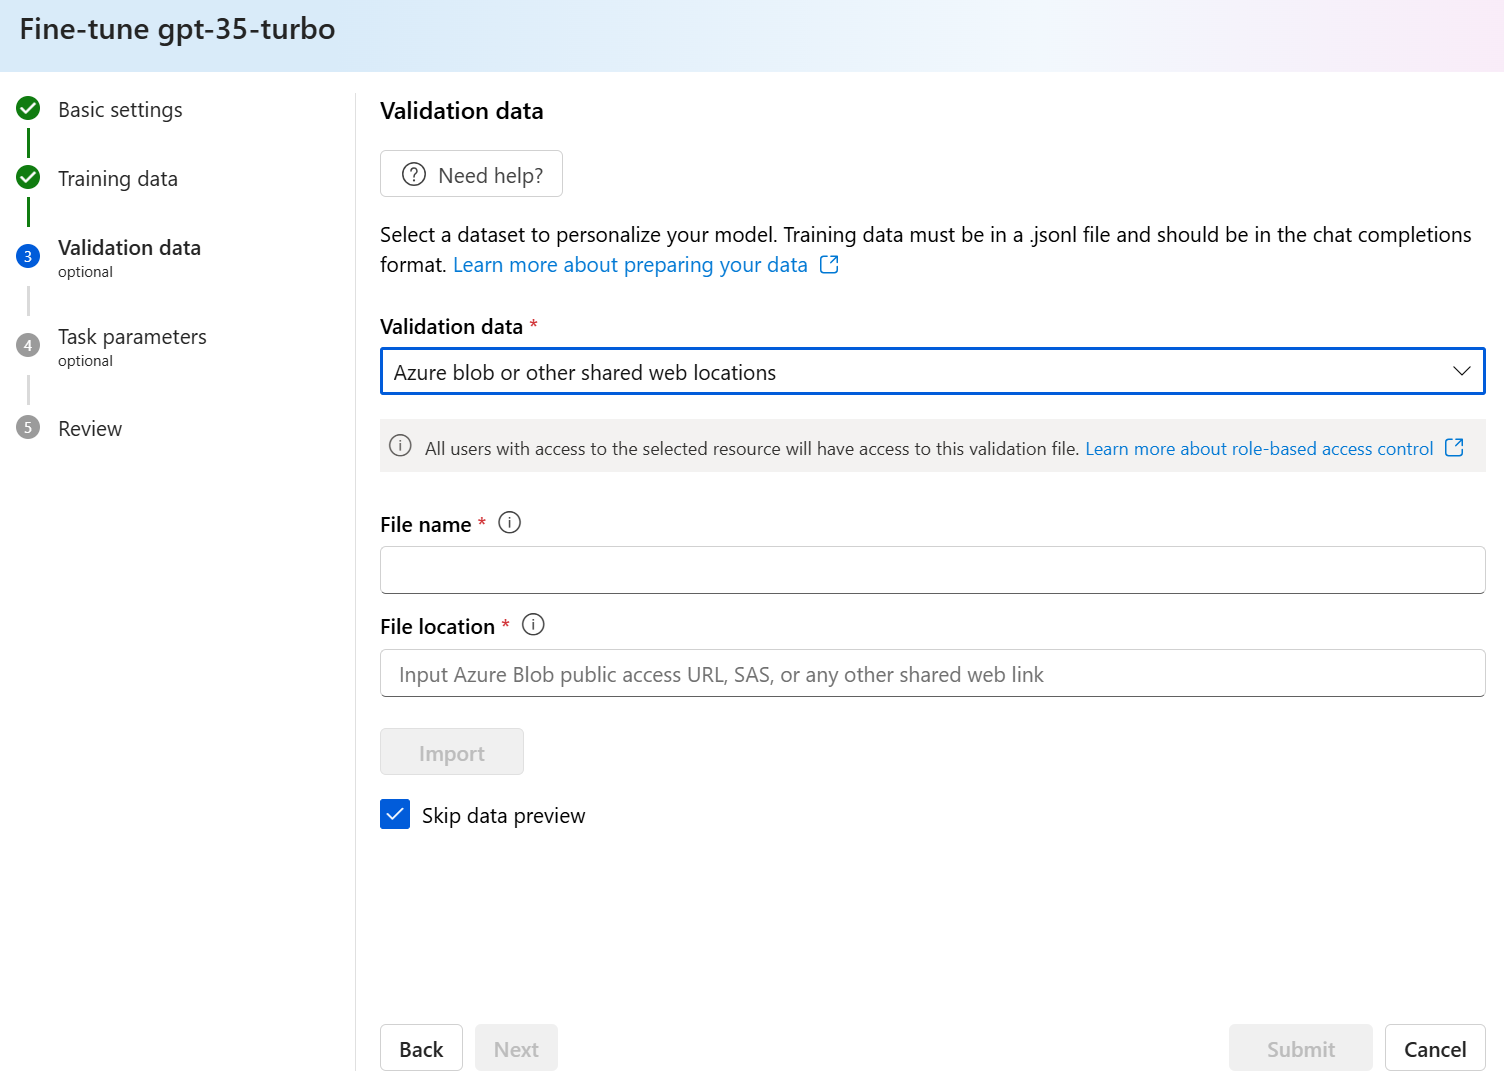 Fine-tune gpt-35-turbo
Basic settings
Training data
3
Validation data
optional
4
Task parameters
optional
5
Review
Validation data
Need help?
Select a dataset to personalize your model. Training data must be in a .jsonl file and should be in the chat completions
format. Learn more about preparing your data
Validation data *
Azure blob or other shared web locations
All users with access to the selected resource will have access to this validation file. Learn more about role-based access control
File name *
File location *
Input Azure Blob public access URL, SAS, or any other shared web link
Import
Skip data preview
Back Next Submit Cancel